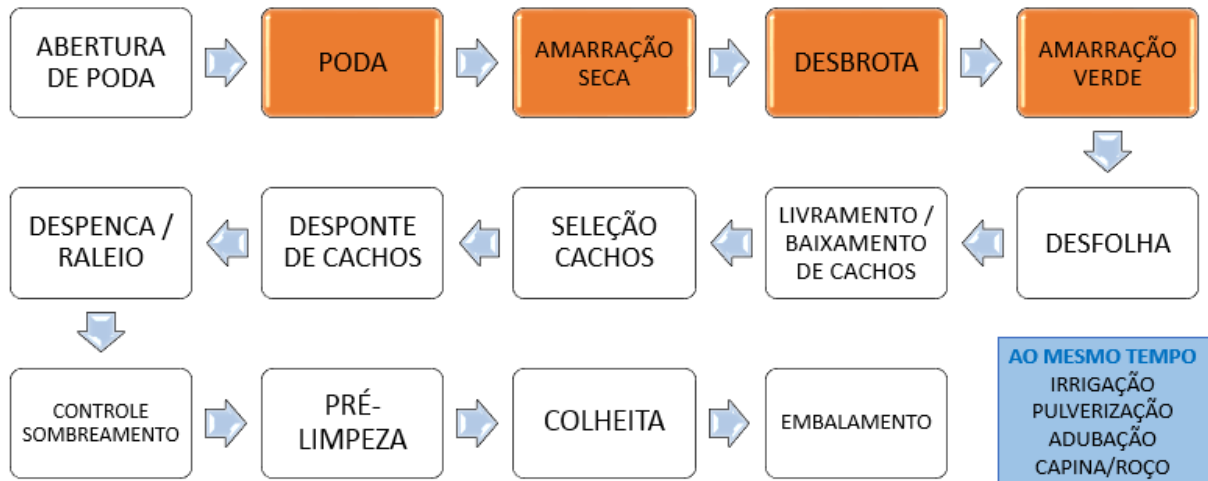 ABERTURA
DE PODA
PODA
AMARRAÇÃO
SECA
DESBROTA
AMARRAÇÃO
VERDE
DESFOLHA
LIVRAMENTO /
BAIXAMENTO
DE CACHOS
SELEÇÃO
CACHOS
DESPONTE
DE CACHOS
DESPENCA /
RALEIO
CONTROLE
SOMBREAMENTO
PRÉ-
LIMPEZA
COLHEITA
EMBALAMENTO
AO MESMO TEMPO
IRRIGAÇÃO
PULVERIZAÇÃO
ADUBAÇÃO
CAPINA/ROÇO